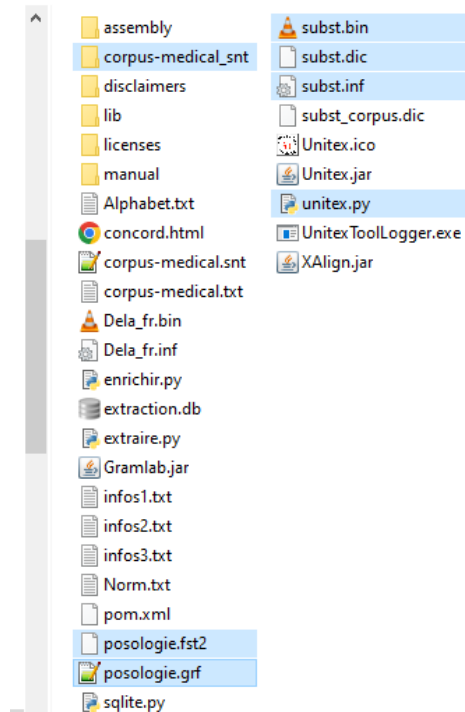 assembly
corpus-medical_snt
disclaimers
lib
licenses
manual
Alphabet.txt
concord.html
corpus-medical.snt
corpus-medical.txt
Dela_fr.bin
Dela_fr.inf
enrichir.py
extraction.db
extraire.py
Gramlab.jar
infos1.txt
infos2.txt
infos3.txt
Norm.txt
pom.xml
posologie.fst2
posologie.grf
sqlite.py
subst.bin
subst.dic
subst.inf
subst_corpus.dic
Unitex.ico
Unitex.jar
unitex.py
UnitexToolLogger.exe
XAlign.jar